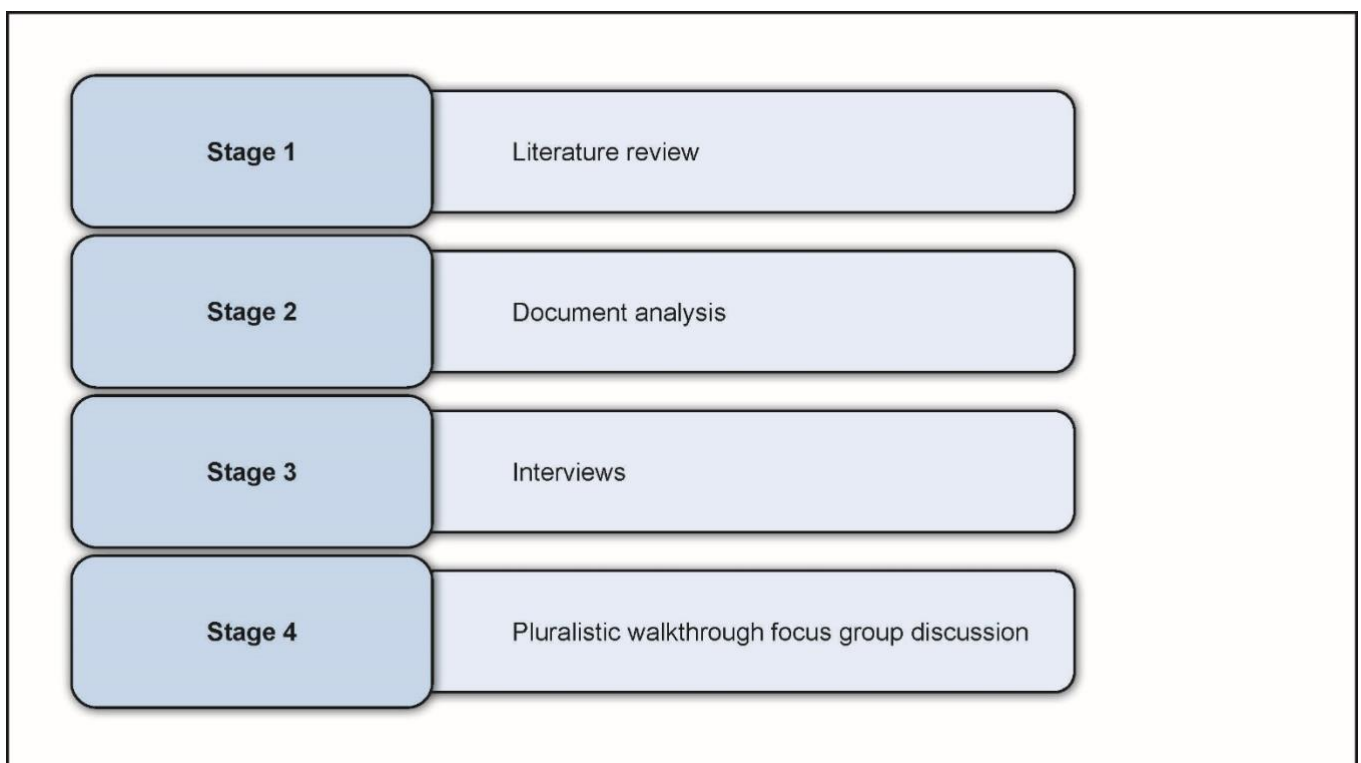 Stage 1
Literature review
Stage 2
Document analysis
Stage 3
Interviews
Stage 4
Pluralistic walkthrough focus group discussion